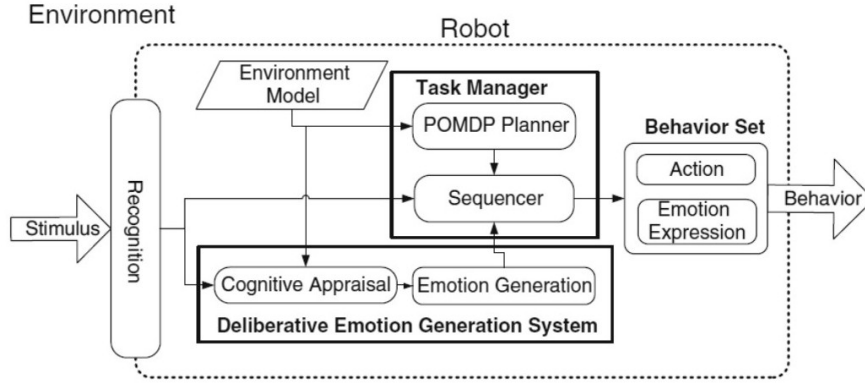 Environment
Robot
Environment
Model
Task Manager
POMDP Planner
Sequencer
Behavior Set
Action
Emotion
Expression
Stimulus
Recognition
Behavior
Cognitive Appraisal
Emotion Generation
Deliberative Emotion Generation System